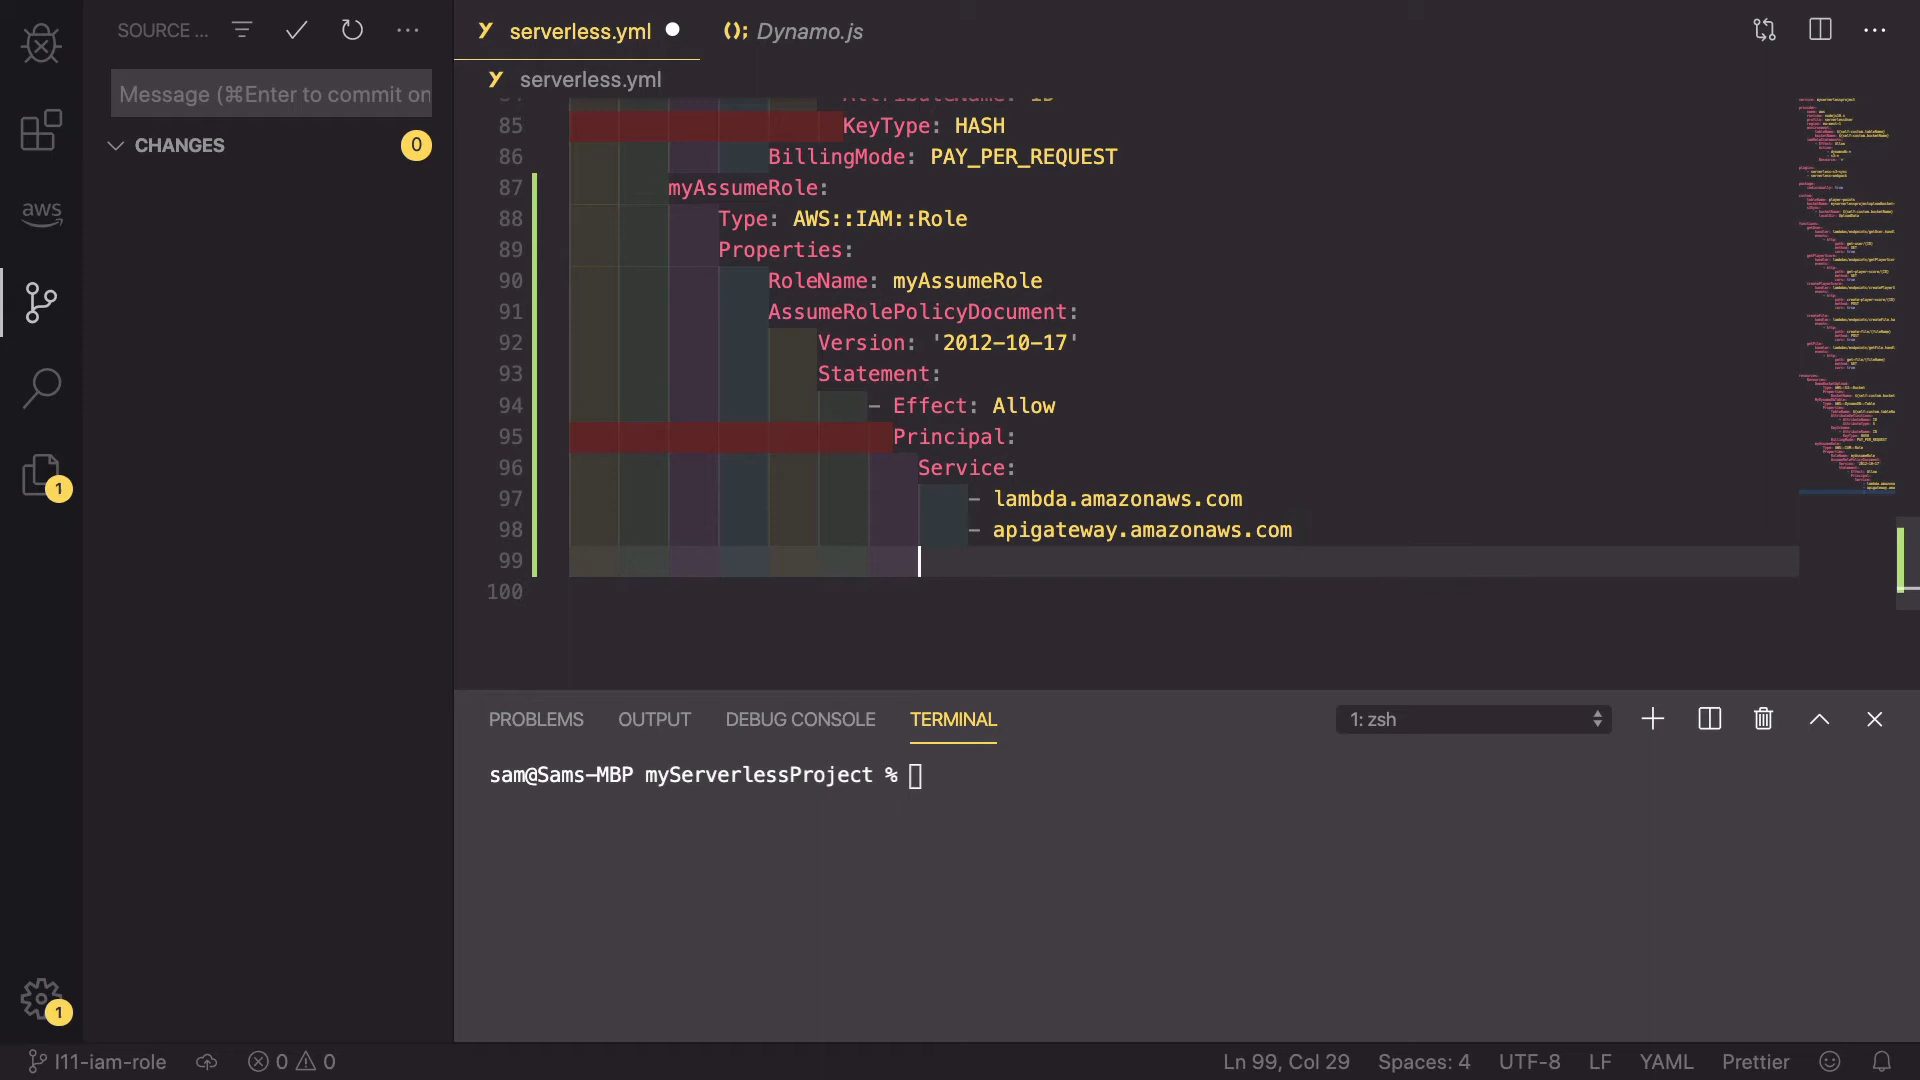 SOURCE ...
serverless.yml
Dynamo.js
Message (⌘Enter to commit on
serverless.yml
CHANGES
0
84 AttributeName: ID
85 KeyType: HASH
86 BillingMode: PAY_PER_REQUEST
87 myAssumeRole:
88 Type: AWS::IAM::Role
89 Properties:
90 RoleName: myAssumeRole
91 AssumeRolePolicyDocument:
92 Version: '2012-10-17'
93 Statement:
94 - Effect: Allow
95 Principal:
96 Service:
97 - lambda.amazonaws.com
98 - apigateway.amazonaws.com
99
100
aws
1
PROBLEMS
OUTPUT
DEBUG CONSOLE
TERMINAL
1: zsh
sam@Sams-MBP myServerlessProject %
1
l11-iam-role
0
0
Ln 99, Col 29
Spaces: 4
UTF-8
LF
YAML
Prettier